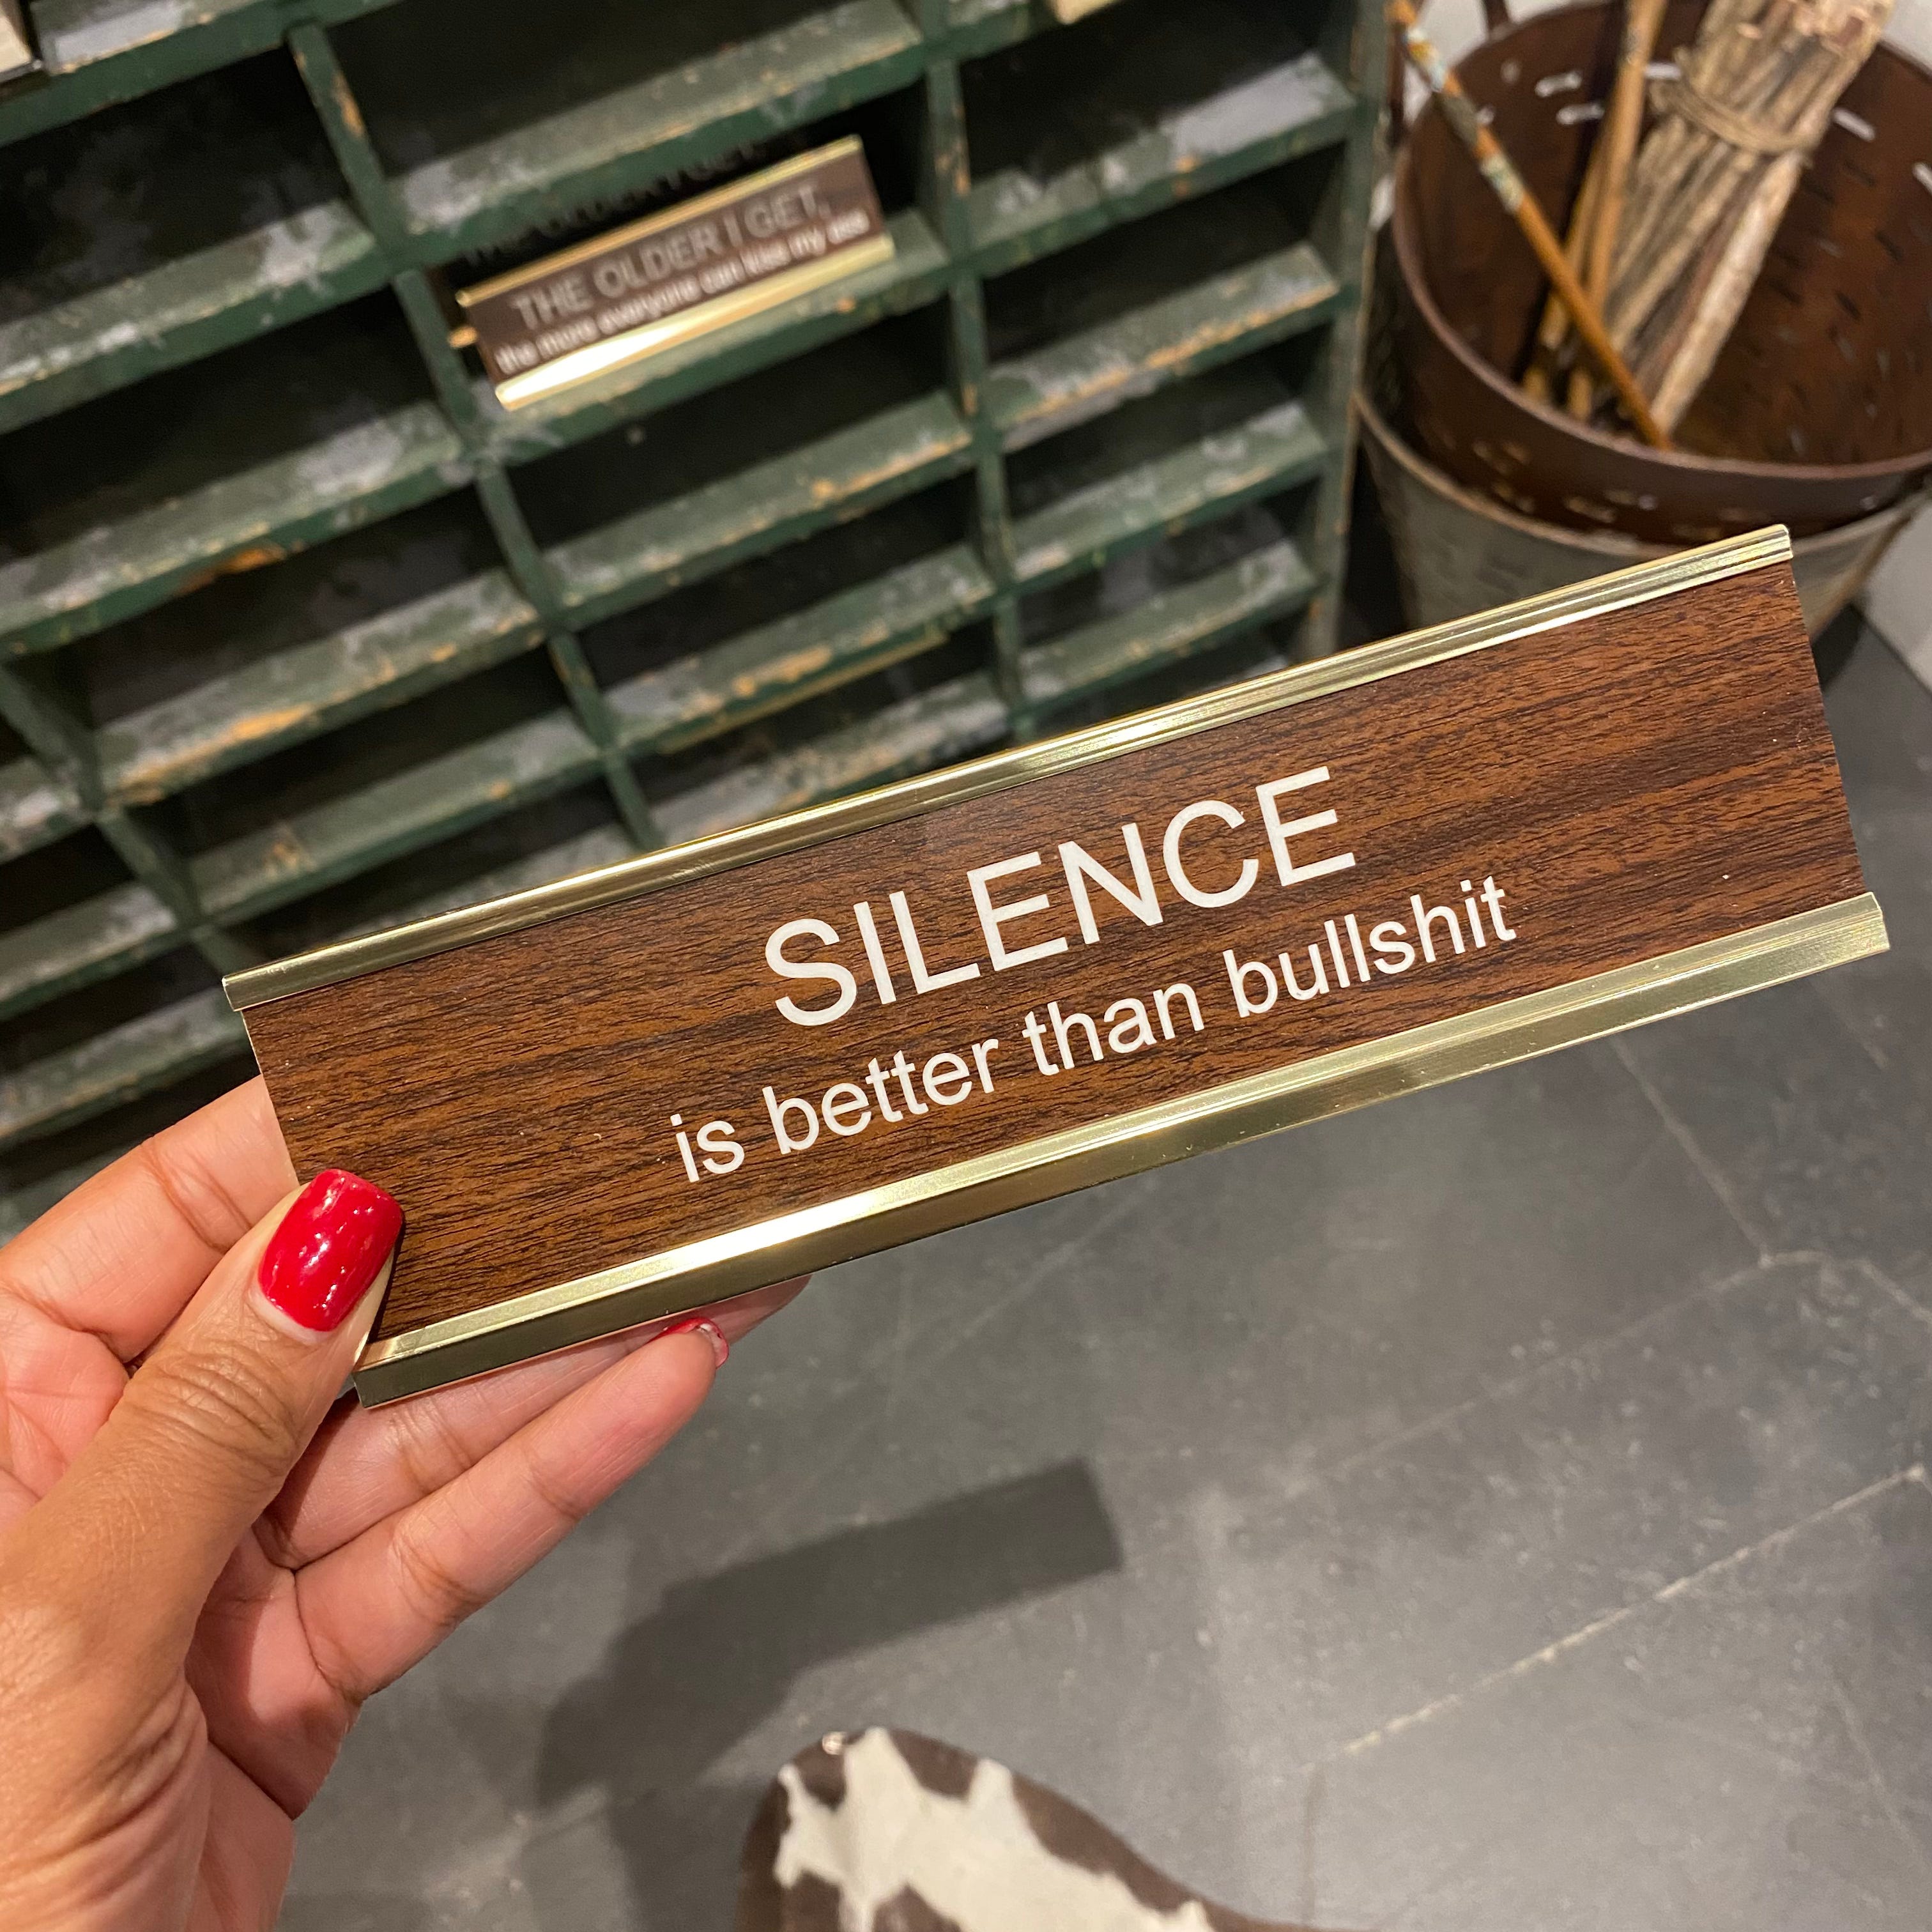 THE OLDER I GET,
the more everyone can kiss my ass
SILENCE
is better than bullshit